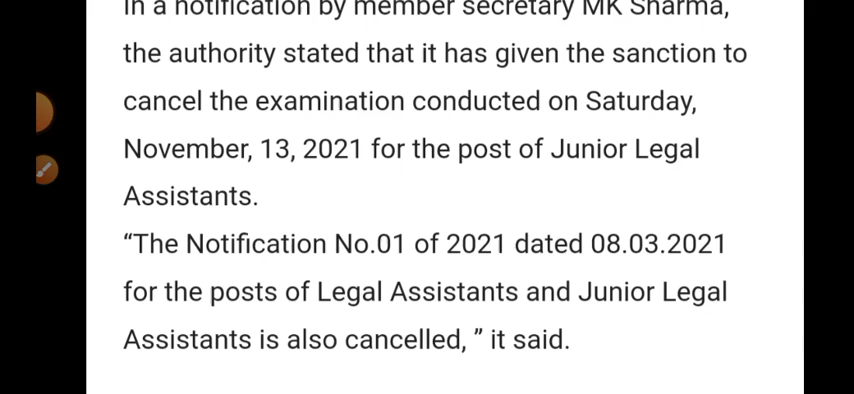 In a notification by member secretary MK Sharma,
the authority stated that it has given the sanction to
cancel the examination conducted on Saturday,
November, 13, 2021 for the post of Junior Legal
Assistants.
“The Notification No.01 of 2021 dated 08.03.2021
for the posts of Legal Assistants and Junior Legal
Assistants is also cancelled, ” it said.